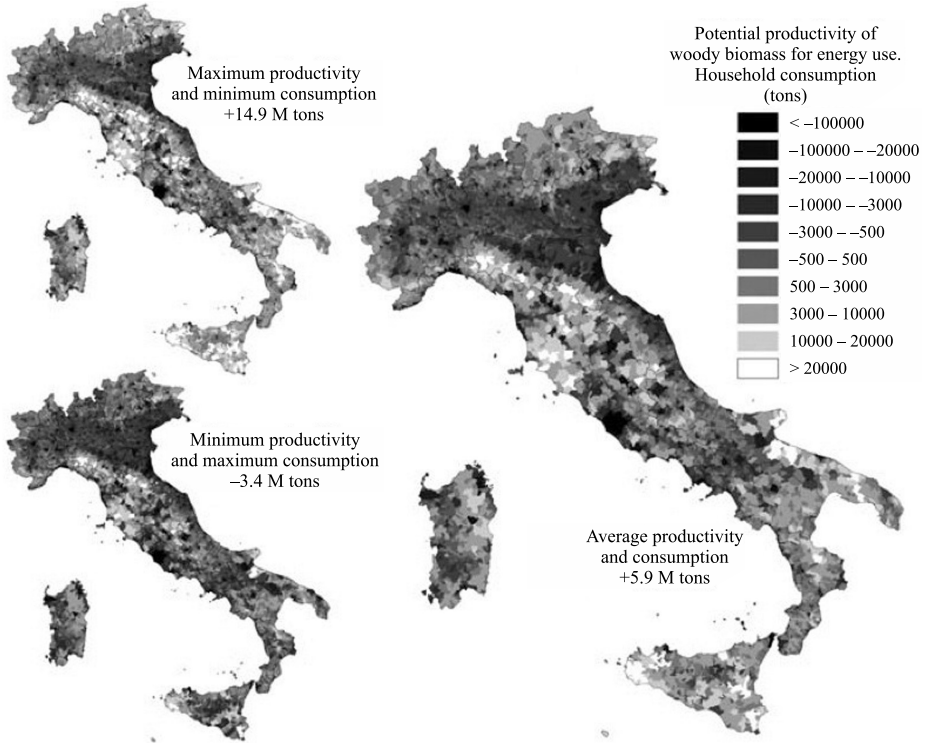 Maximum productivity
and minimum consumption
+14.9 M tons
Potential productivity of
woody biomass for energy use.
Household consumption
(tons)
< –100000
–100000 – –20000
–20000 – –10000
–10000 – –3000
–3000 – –500
–500 – 500
500 – 3000
3000 – 10000
10000 – 20000
> 20000
Minimum productivity
and maximum consumption
–3.4 M tons
Average productivity
and consumption
+5.9 M tons